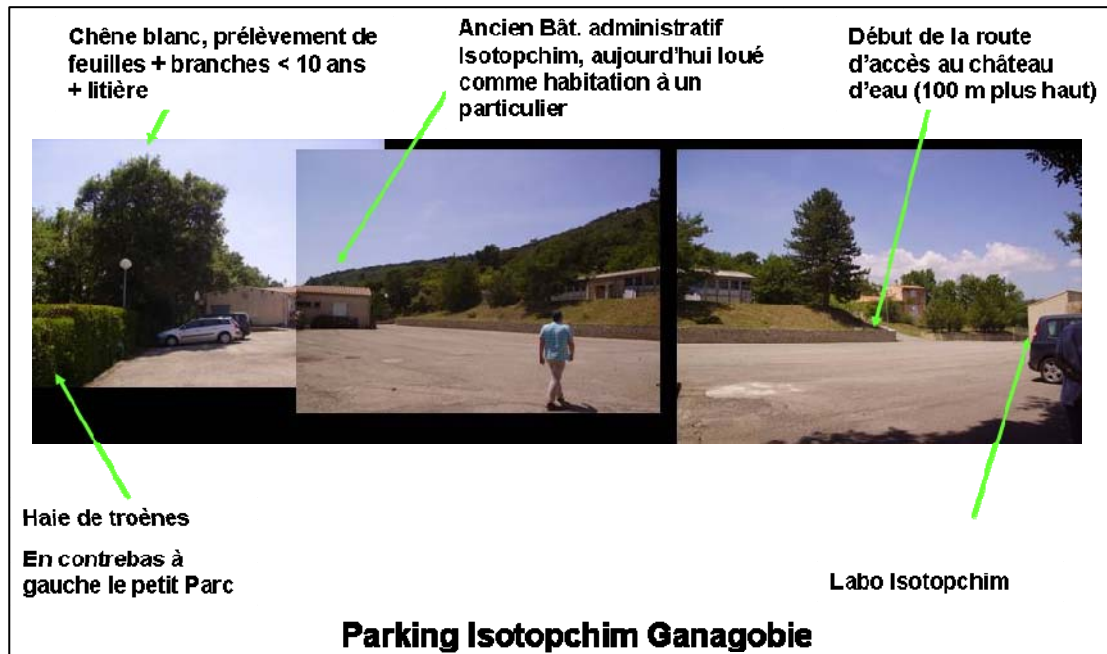 Chêne blanc, prélèvement de
feuilles + branches < 10 ans
+ litière
Ancien Bât. administratif
Isotopchim, aujourd'hui loué
comme habitation à un
particulier
Début de la route
d'accès au château
d'eau (100 m plus haut)
Haie de troènes
En contrebas à
gauche le petit Parc
Labo Isotopchim
Parking Isotopchim Ganagobie